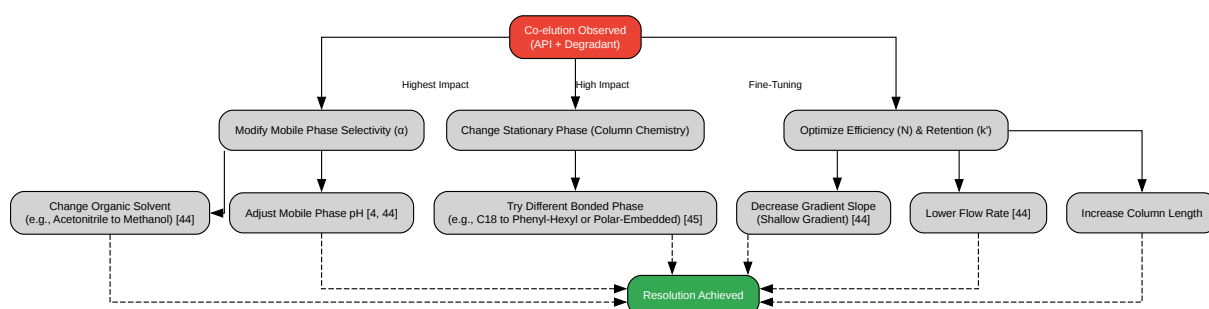 Co-elution Observed
(API + Degradant)
Highest Impact
High Impact
Fine-Tuning
Modify Mobile Phase Selectivity (α)
Change Stationary Phase (Column Chemistry)
Optimize Efficiency (N) & Retention (k')
Change Organic Solvent
(e.g., Acetonitrile to Methanol) [44]
Adjust Mobile Phase pH [4, 44]
Try Different Bonded Phase
(e.g., C18 to Phenyl-Hexyl or Polar-Embedded) [45]
Decrease Gradient Slope
(Shallow Gradient) [44]
Lower Flow Rate [44]
Increase Column Length
Resolution Achieved